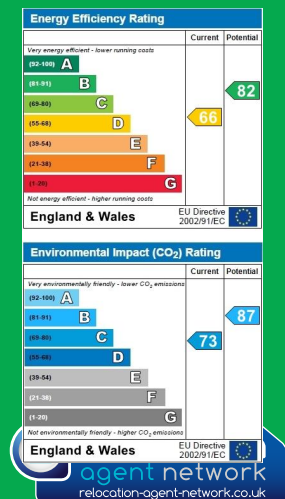 Energy Efficiency Rating
Current Potential
Very energy efficient - lower running costs
(92-100) A
(81-91) B
82
(69-80) C
(55-68) D
66
(39-54) E
(21-38) F
(1-20) G
Not energy efficient - higher running costs
England & Wales
EU Directive
2002/91/EC
Environmental Impact (CO2) Rating
Current Potential
Very environmentally friendly - lower CO2 emissions
(92-100) A
(81-91) B
87
(69-80) C
73
(55-68) D
(39-54) E
(21-38) F
(1-20) G
Not environmentally friendly - higher CO2 emissions
England & Wales
EU Directive
2002/91/EC
agent network
relocation-agent-network.co.uk